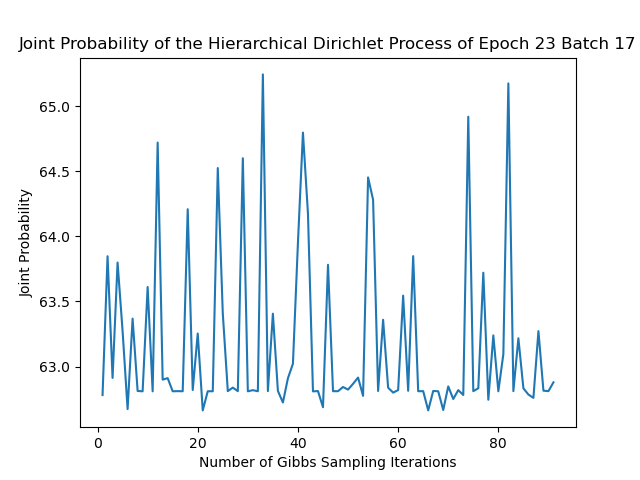 Joint Probability of the Hierarchical Dirichlet Process of Epoch 23 Batch 17
65.0
64.5
64.0
63.5
63.0
Joint Probability
0 20 40 60 80
Number of Gibbs Sampling Iterations